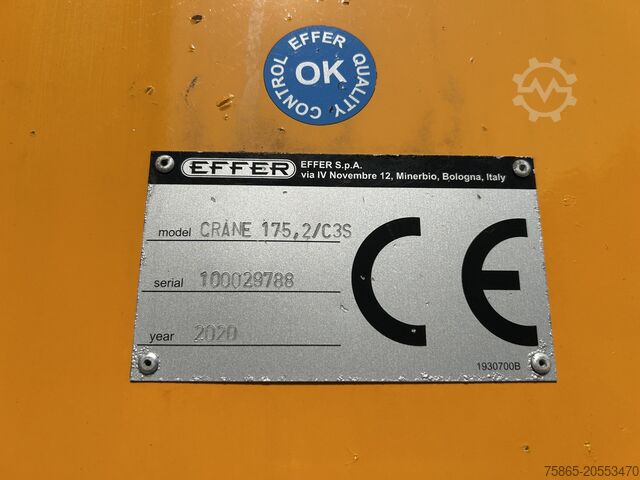 EFFER
QUALITY CONTROL
OK
EFFER
EFFER S.p.A.
via IV Novembre 12, Minerbio, Bologna, Italy
model CRANE 175,2/C3S
serial 100029788
year 2020
CE
1930700B
75865-20553470